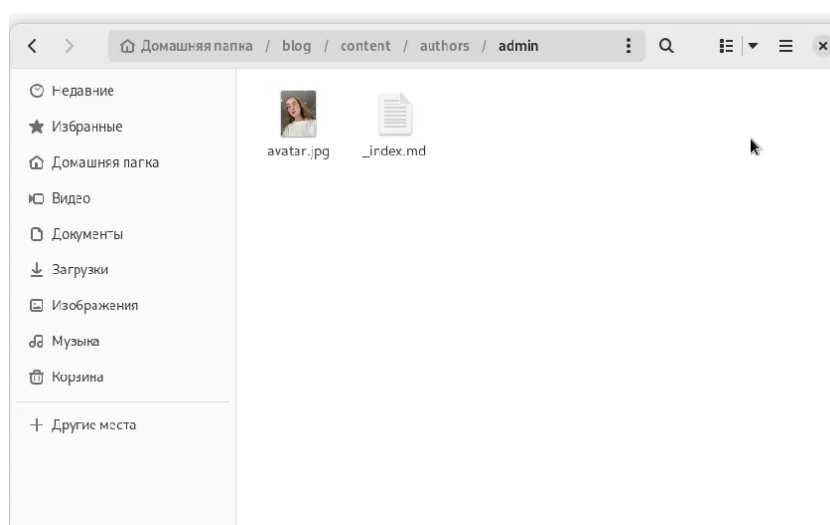 Домашняя папка / blog / content / authors / admin
Недавние
Избранные
Домашняя папка
Видео
Документы
Загрузки
Изображения
Музыка
Корзина
Другие места
avatar.jpg
_index.md